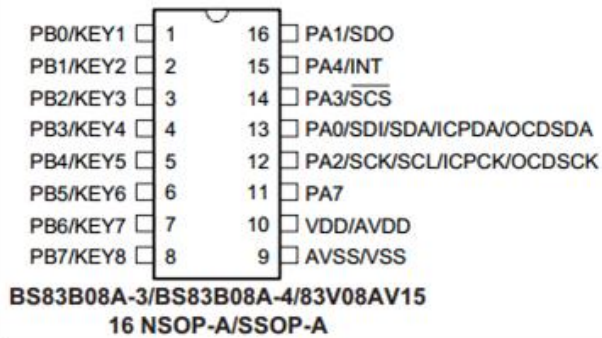 PB0/KEY1 1 16 PA1/SDO
PB1/KEY2 2 15 PA4/INT
PB2/KEY3 3 14 PA3/SCS
PB3/KEY4 4 13 PA0/SDI/SDA/ICPDA/OCDSDA
PB4/KEY5 5 12 PA2/SCK/SCL/ICPCK/OCDSCK
PB5/KEY6 6 11 PA7
PB6/KEY7 7 10 VDD/AVDD
PB7/KEY8 8 9 AVSS/VSS
BS83B08A-3/BS83B08A-4/83V08AV15
16 NSOP-A/SSOP-A